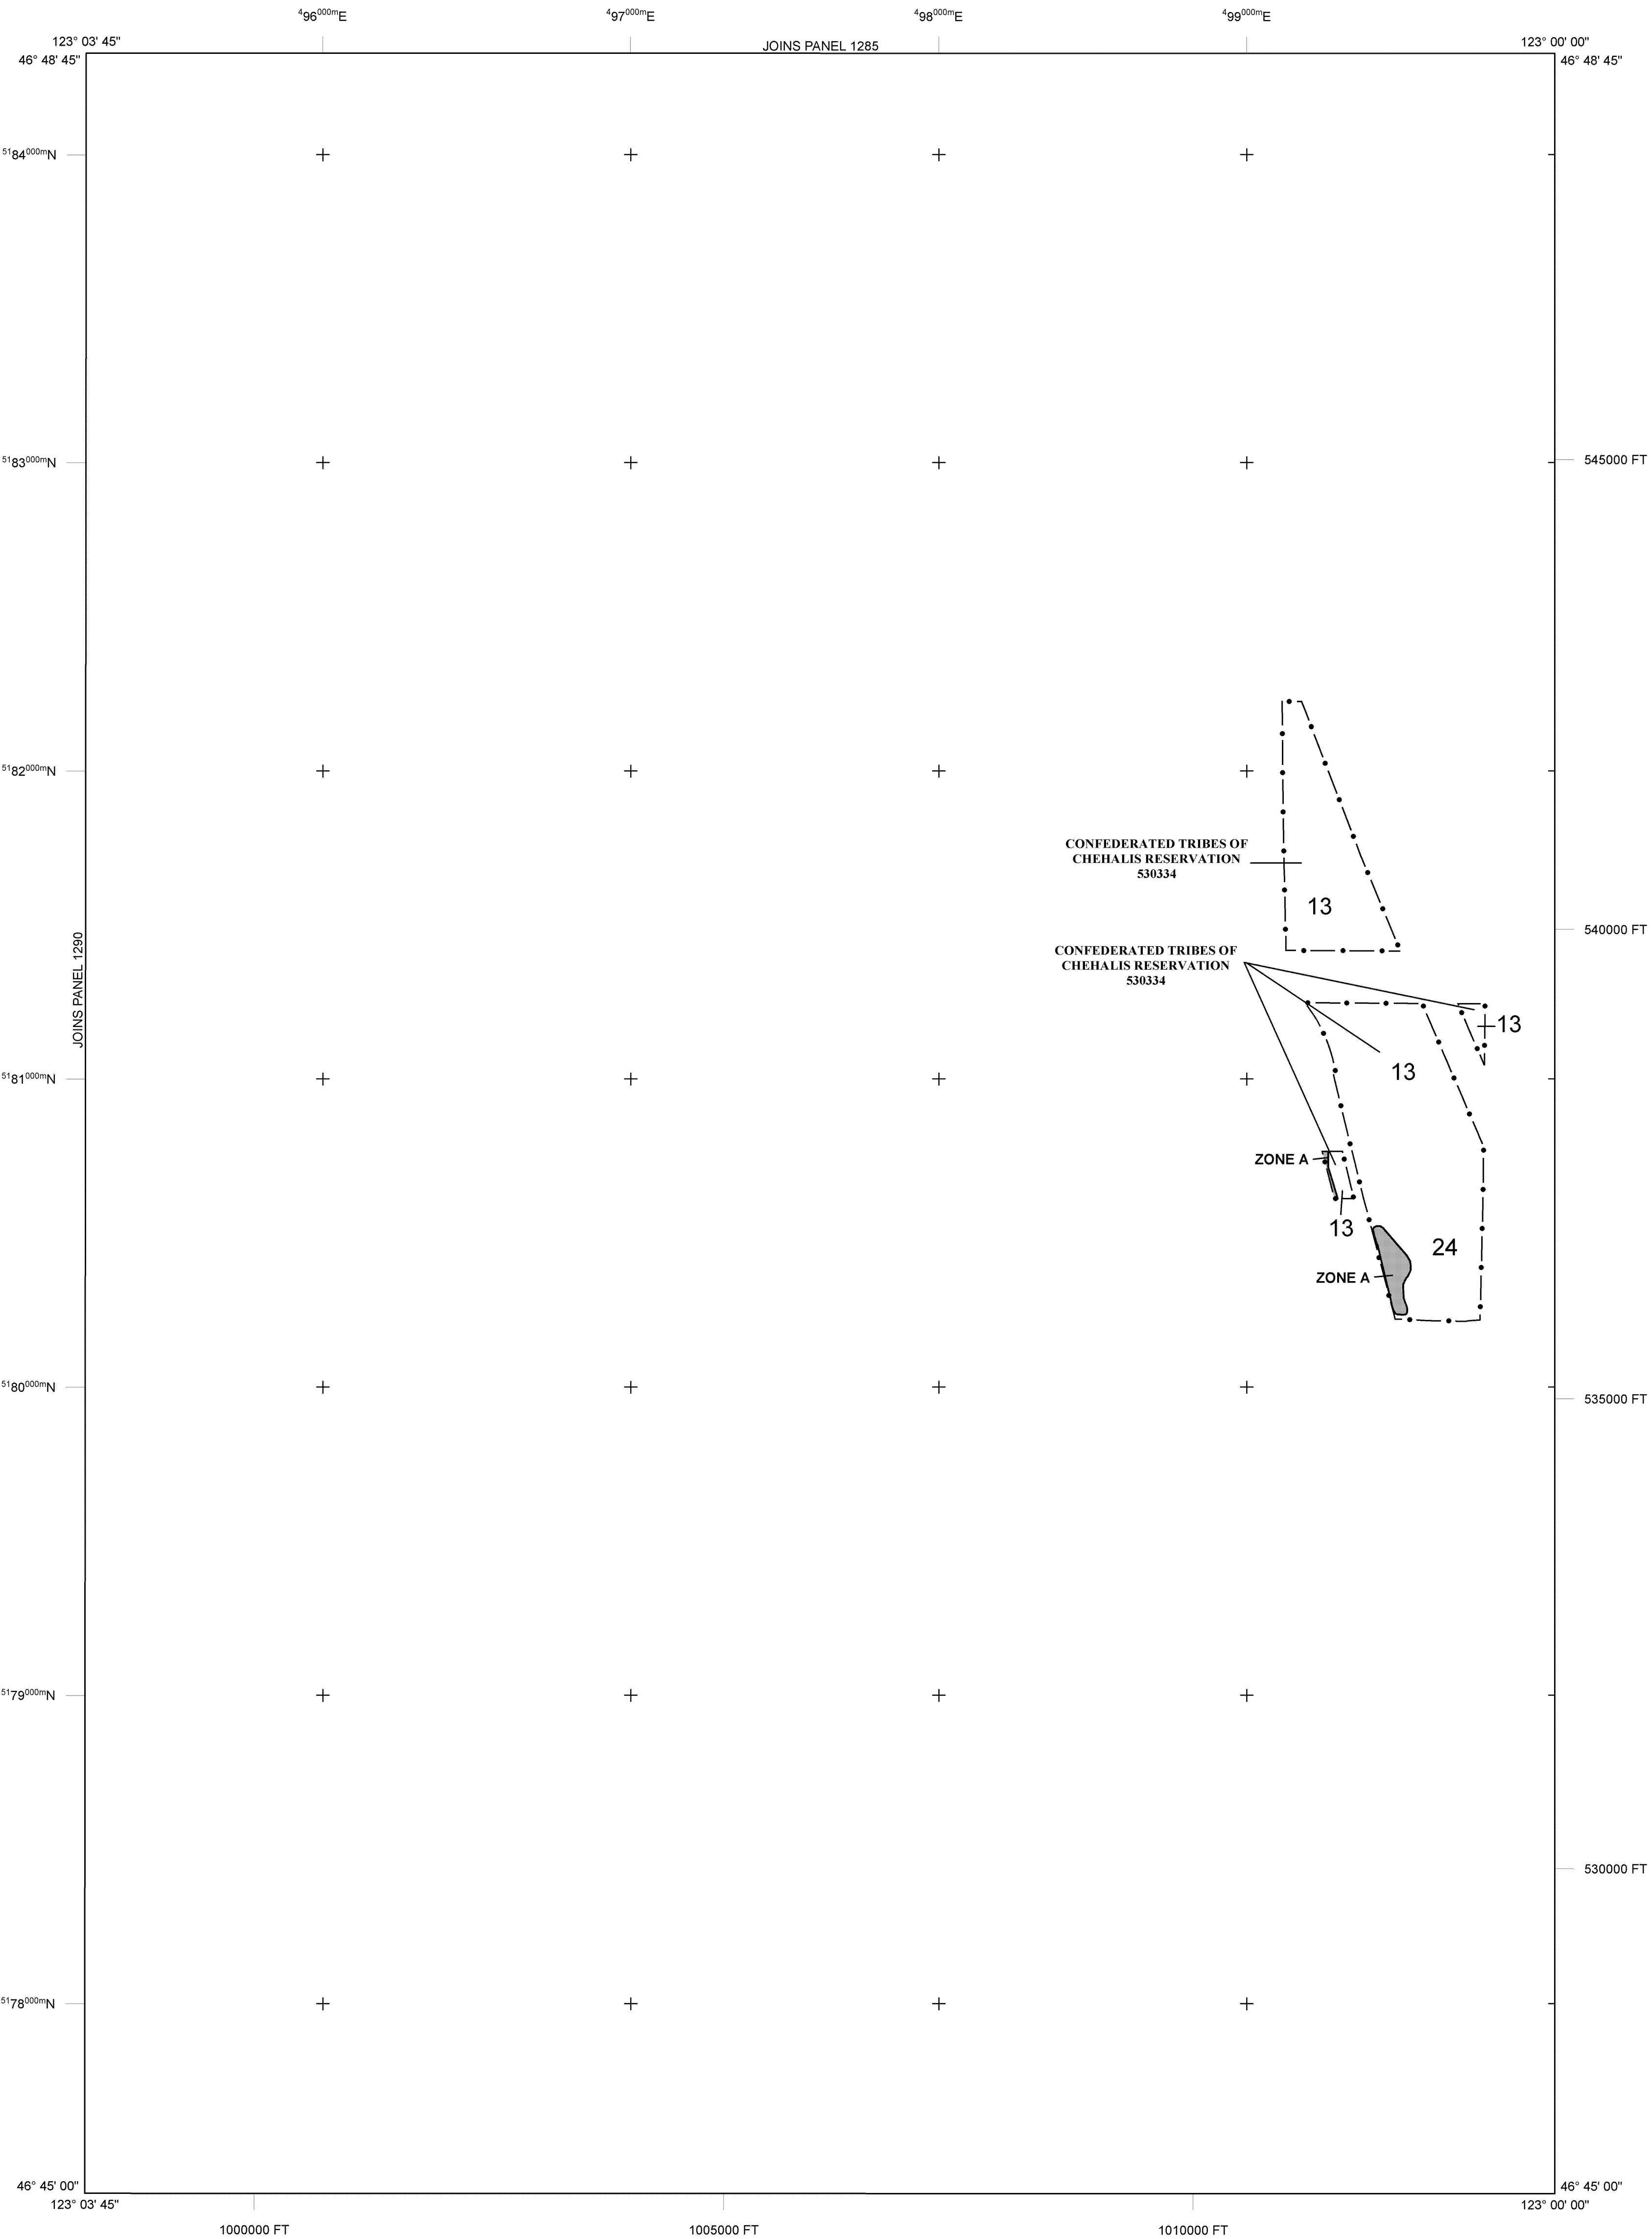 ⁴96⁰⁰⁰ᵐE ⁴97⁰⁰⁰ᵐE ⁴98⁰⁰⁰ᵐE ⁴99⁰⁰⁰ᵐE
123° 03' 45" JOINS PANEL 1285 123° 00' 00"
46° 48' 45" 46° 48' 45"
⁵¹84⁰⁰⁰ᵐN
⁵¹83⁰⁰⁰ᵐN 545000 FT
⁵¹82⁰⁰⁰ᵐN
CONFEDERATED TRIBES OF
CHEHALIS RESERVATION
530334
13
540000 FT
JOINS PANEL 1290
CONFEDERATED TRIBES OF
CHEHALIS RESERVATION
530334
13
13
⁵¹81⁰⁰⁰ᵐN
ZONE A
13
24
ZONE A
⁵¹80⁰⁰⁰ᵐN 535000 FT
⁵¹79⁰⁰⁰ᵐN
530000 FT
⁵¹78⁰⁰⁰ᵐN
46° 45' 00" 46° 45' 00"
123° 03' 45" 123° 00' 00"
1000000 FT 1005000 FT 1010000 FT